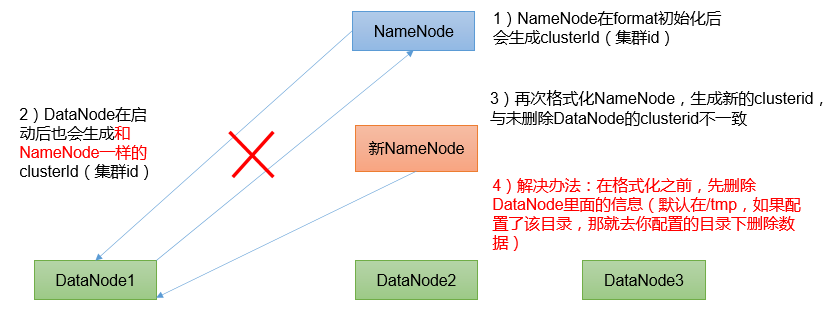 NameNode
1）NameNode在format初始化后
会生成clusterId（集群id）
2）DataNode在启
动后也会生成和
NameNode一样的
clusterId（集群id）
3）再次格式化NameNode，生成新的clusterid，
与未删除DataNode的clusterid不一致
新NameNode
4）解决办法：在格式化之前，先删除
DataNode里面的信息（默认在/tmp，如果配
置了该目录，那就去你配置的目录下删除数
据）
DataNode1
DataNode2
DataNode3